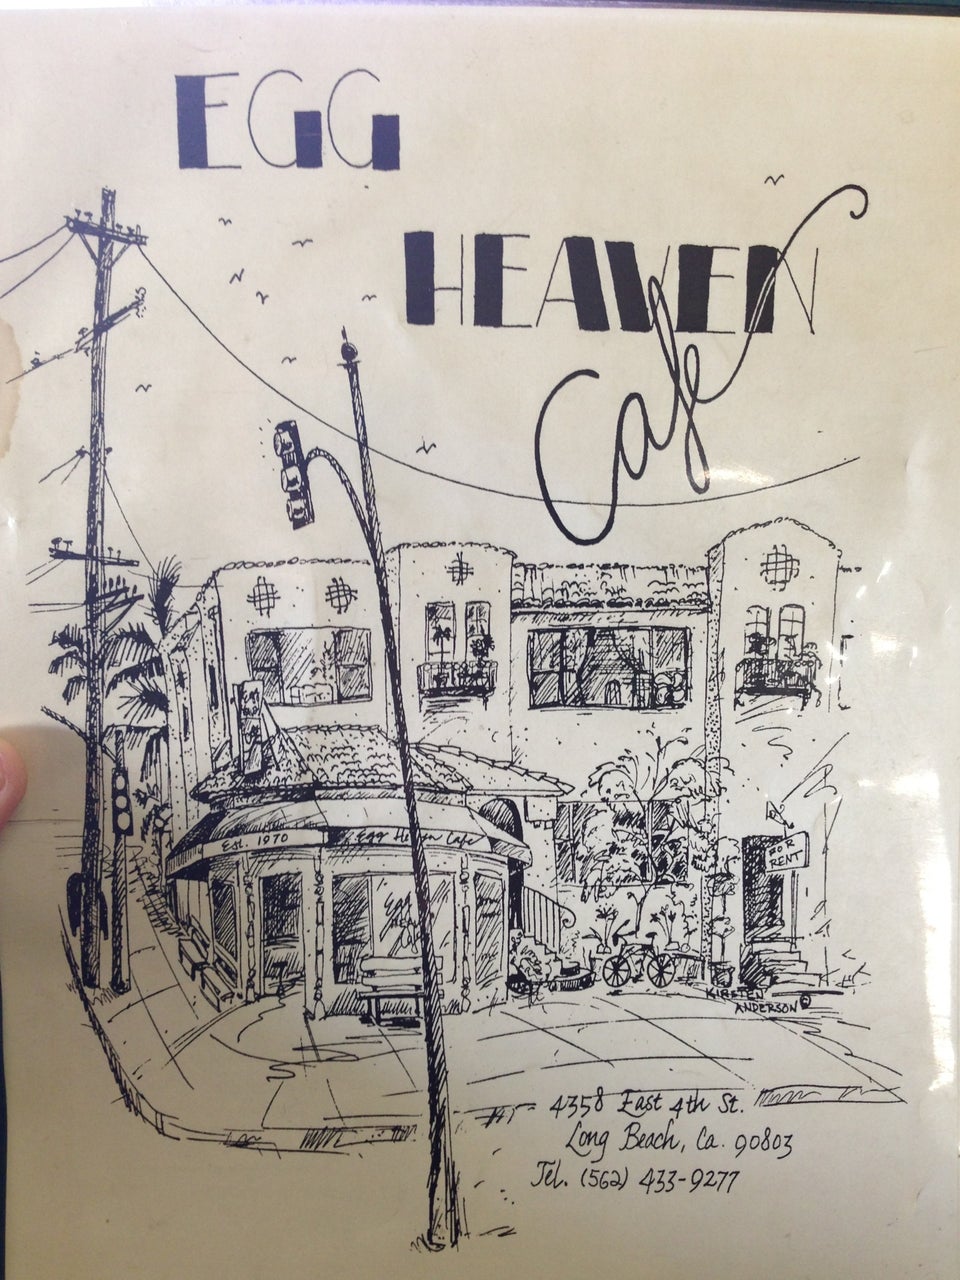 EGG
HEAVEN
Cafe
Est. 1970
Egg Heaven Cafe
FOR
RENT
KIRSTEN
ANDERSON ©
4358 East 4th St.
Long Beach, Ca. 90803
Tel. (562) 433-9277